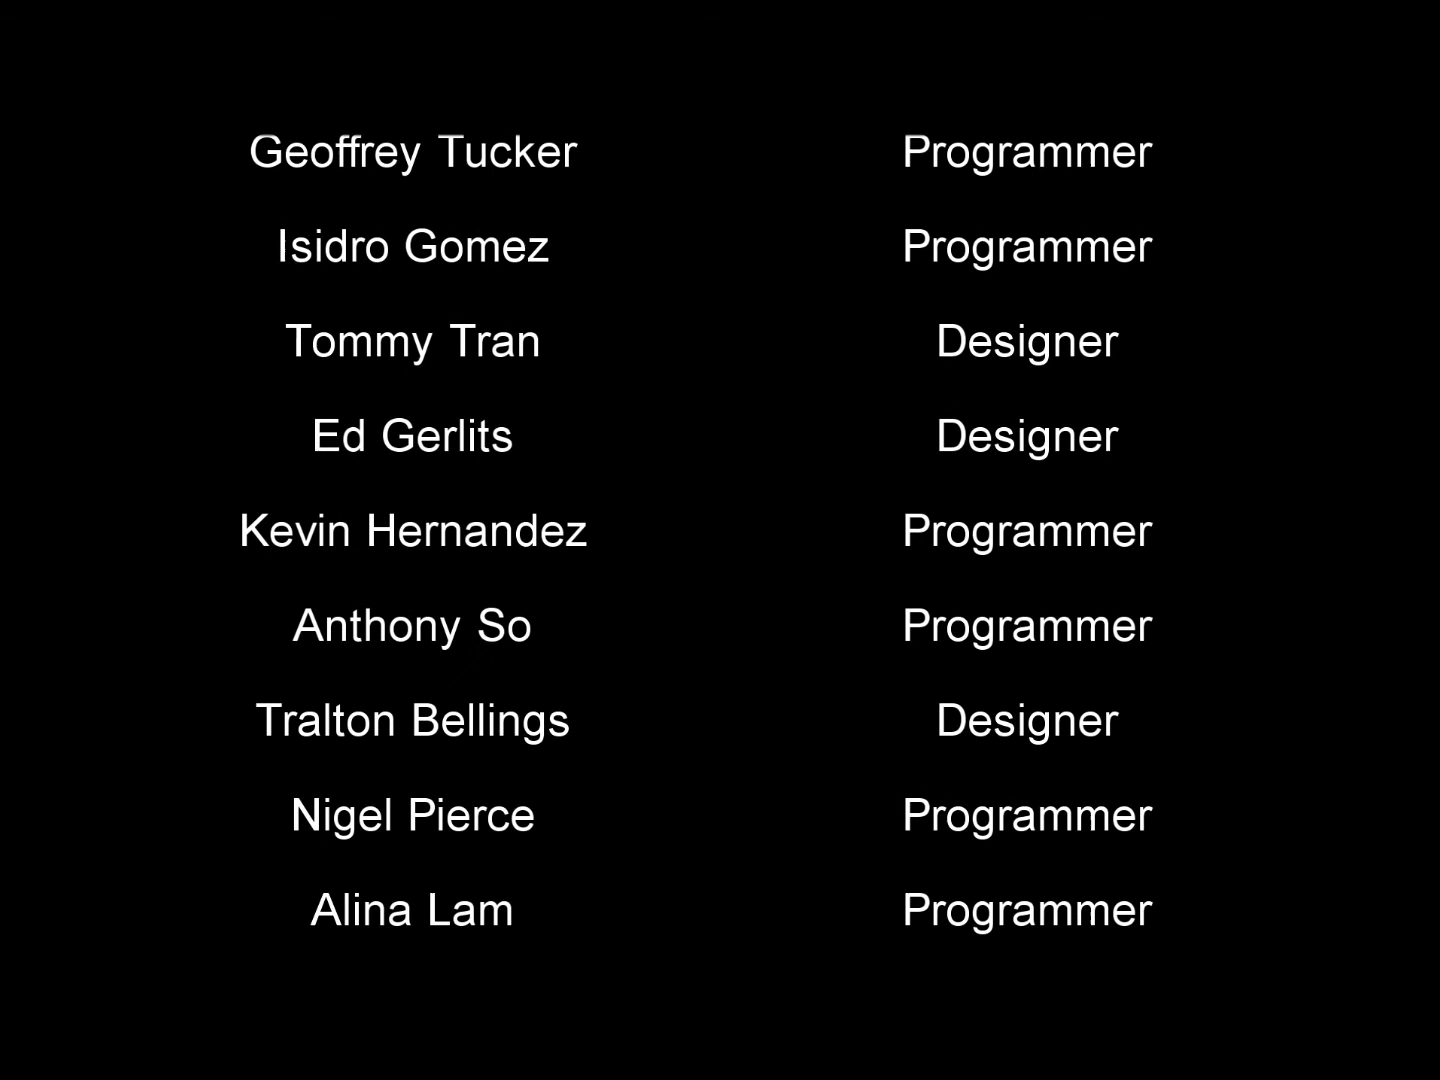 Geoffrey Tucker Programmer
Isidro Gomez Programmer
Tommy Tran Designer
Ed Gerlits Designer
Kevin Hernandez Programmer
Anthony So Programmer
Tralton Bellings Designer
Nigel Pierce Programmer
Alina Lam Programmer